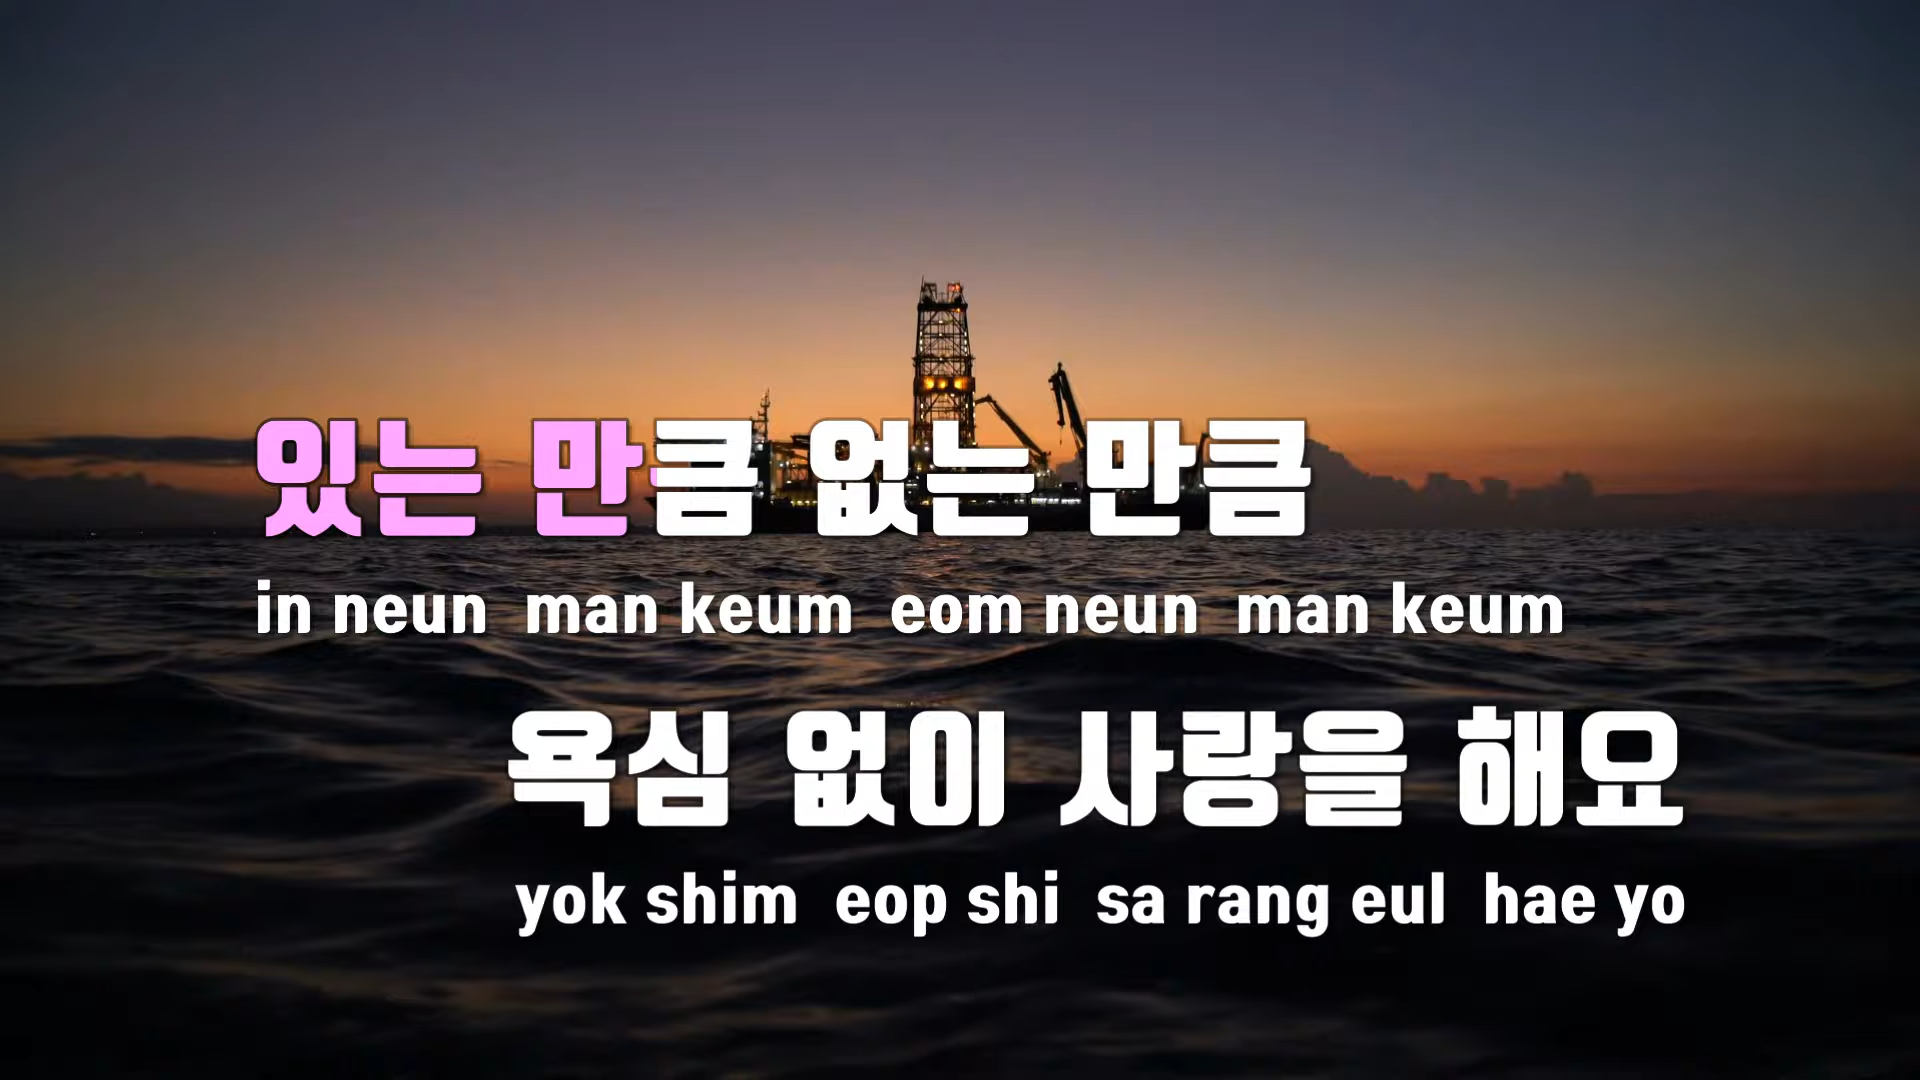 있는 만큼 없는 만큼
in neun man keum eom neun man keum
욕심 없이 사랑을 해요
yok shim eop shi sa rang eul hae yo